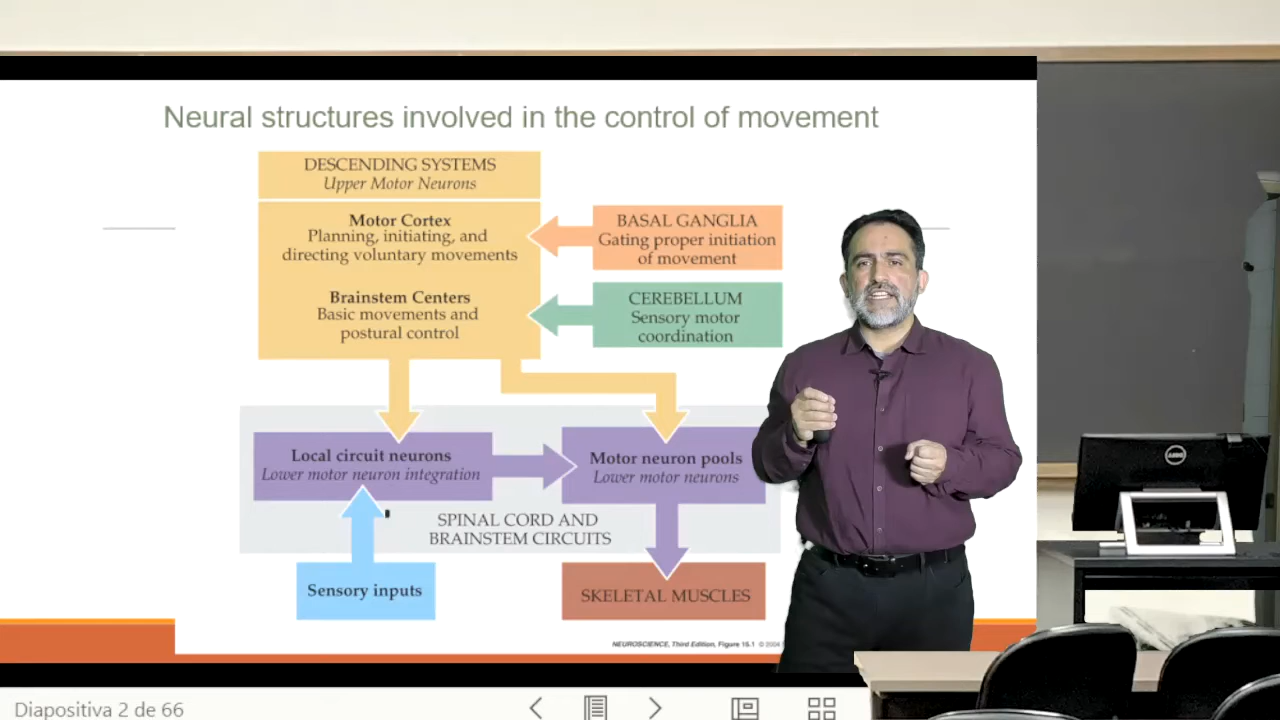 Neural structures involved in the control of movement
DESCENDING SYSTEMS
Upper Motor Neurons
Motor Cortex
Planning, initiating, and
directing voluntary movements
Brainstem Centers
Basic movements and
postural control
BASAL GANGLIA
Gating proper initiation
of movement
CEREBELLUM
Sensory motor
coordination
Local circuit neurons
Lower motor neuron integration
Motor neuron pools
Lower motor neurons
SPINAL CORD AND
BRAINSTEM CIRCUITS
Sensory inputs
SKELETAL MUSCLES
NEUROSCIENCE, Third Edition, Figure 15.1 © 2004
Diapositiva 2 de 66